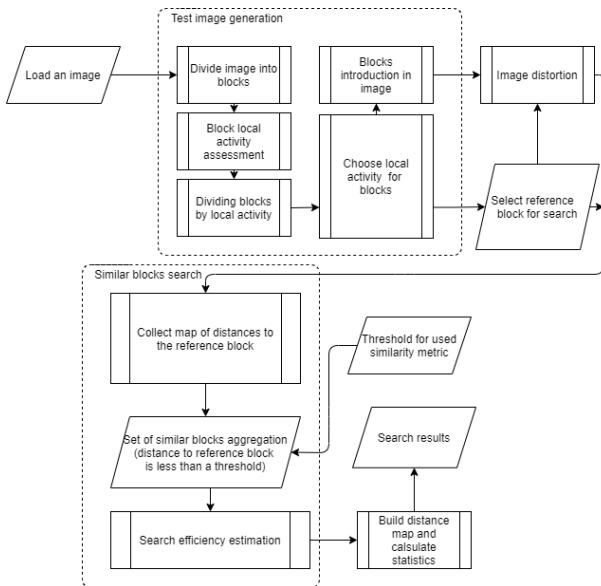 Test image generation
Load an image
Divide image into
blocks
Blocks
introduction in
image
Image distortion
Block local
activity
assessment
Choose local
activity for
blocks
Dividing blocks
by local activity
Select reference
block for search
Similar blocks search
Collect map of distances to
the reference block
Threshold for used
similarity metric
Set of similar blocks aggregation
(distance to reference block
is less than a threshold)
Search results
Search efficiency estimation
Build distance
map and
calsulate
statistics